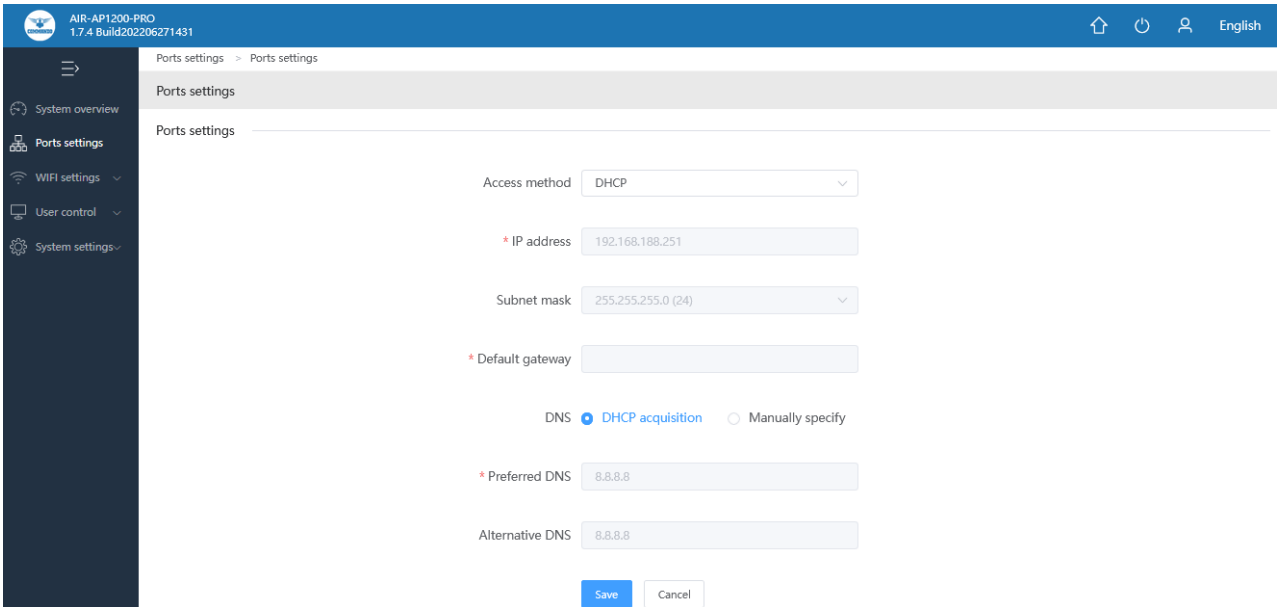 AIR-AP1200-PRO
1.7.4 Build202206271431
English
COMMANDO
Ports settings > Ports settings
Ports settings
System overview
Ports settings
WIFI settings
User control
System settings
Ports settings
Access method DHCP
* IP address 192.168.188.251
Subnet mask 255.255.255.0 (24)
* Default gateway
DNS DHCP acquisition Manually specify
* Preferred DNS 8.8.8.8
Alternative DNS 8.8.8.8
Save Cancel